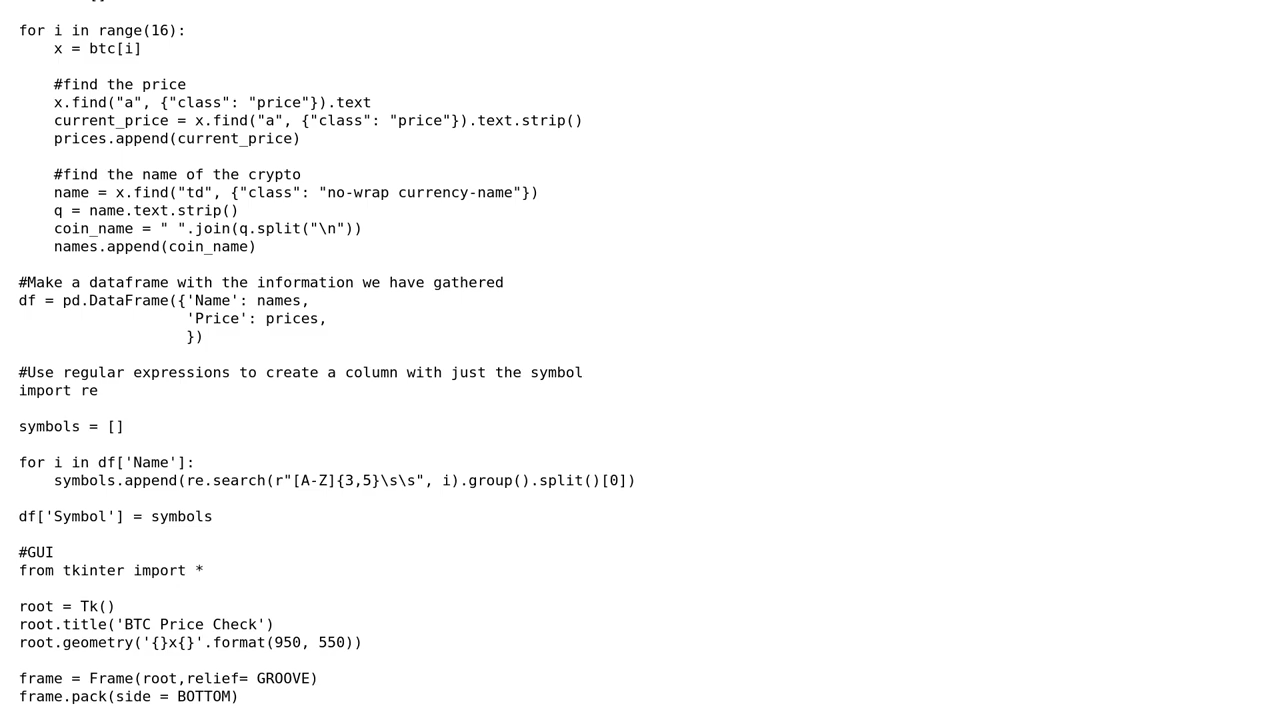 for i in range(16):
    x = btc[i]

    #find the price
    x.find("a", {"class": "price"}).text
    current_price = x.find("a", {"class": "price"}).text.strip()
    prices.append(current_price)

    #find the name of the crypto
    name = x.find("td", {"class": "no-wrap currency-name"})
    q = name.text.strip()
    coin_name = " ".join(q.split("\n"))
    names.append(coin_name)

#Make a dataframe with the information we have gathered
df = pd.DataFrame({'Name': names,
                   'Price': prices,
                   })

#Use regular expressions to create a column with just the symbol
import re

symbols = []

for i in df['Name']:
    symbols.append(re.search(r"[A-Z]{3,5}\s\s", i).group().split()[0])

df['Symbol'] = symbols

#GUI
from tkinter import *

root = Tk()
root.title('BTC Price Check')
root.geometry('{}x{}'.format(950, 550))

frame = Frame(root,relief= GROOVE)
frame.pack(side = BOTTOM)